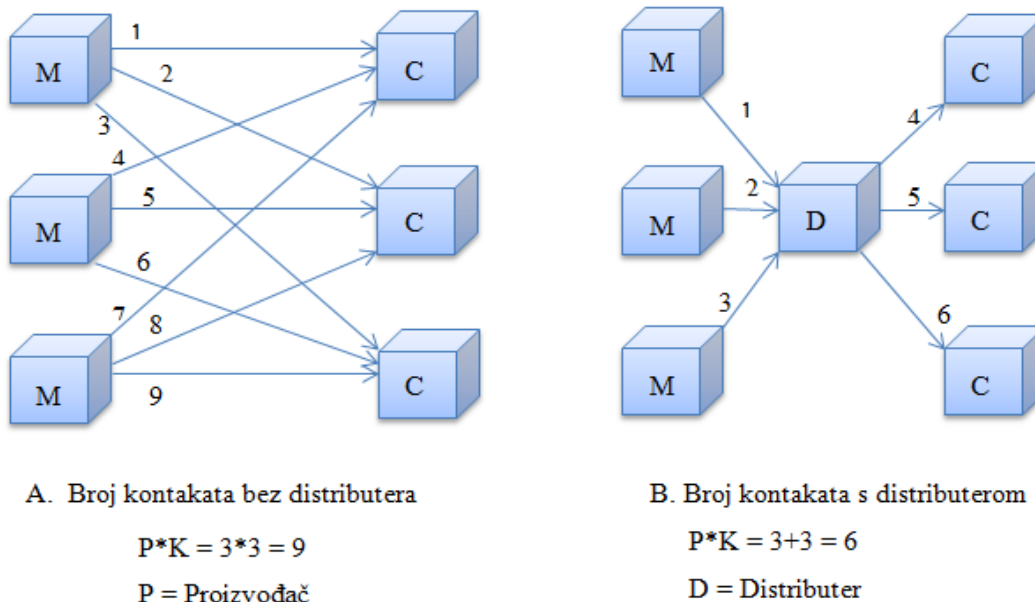 M
1
C
2
3
M
4
5
C
6
M
7
8
9
C
M
1
C
4
M
2
D
5
C
3
M
6
C
A. Broj kontakata bez distributera
P*K = 3*3 = 9
P = Proizvođač
B. Broj kontakata s distributerom
P*K = 3+3 = 6
D = Distributer